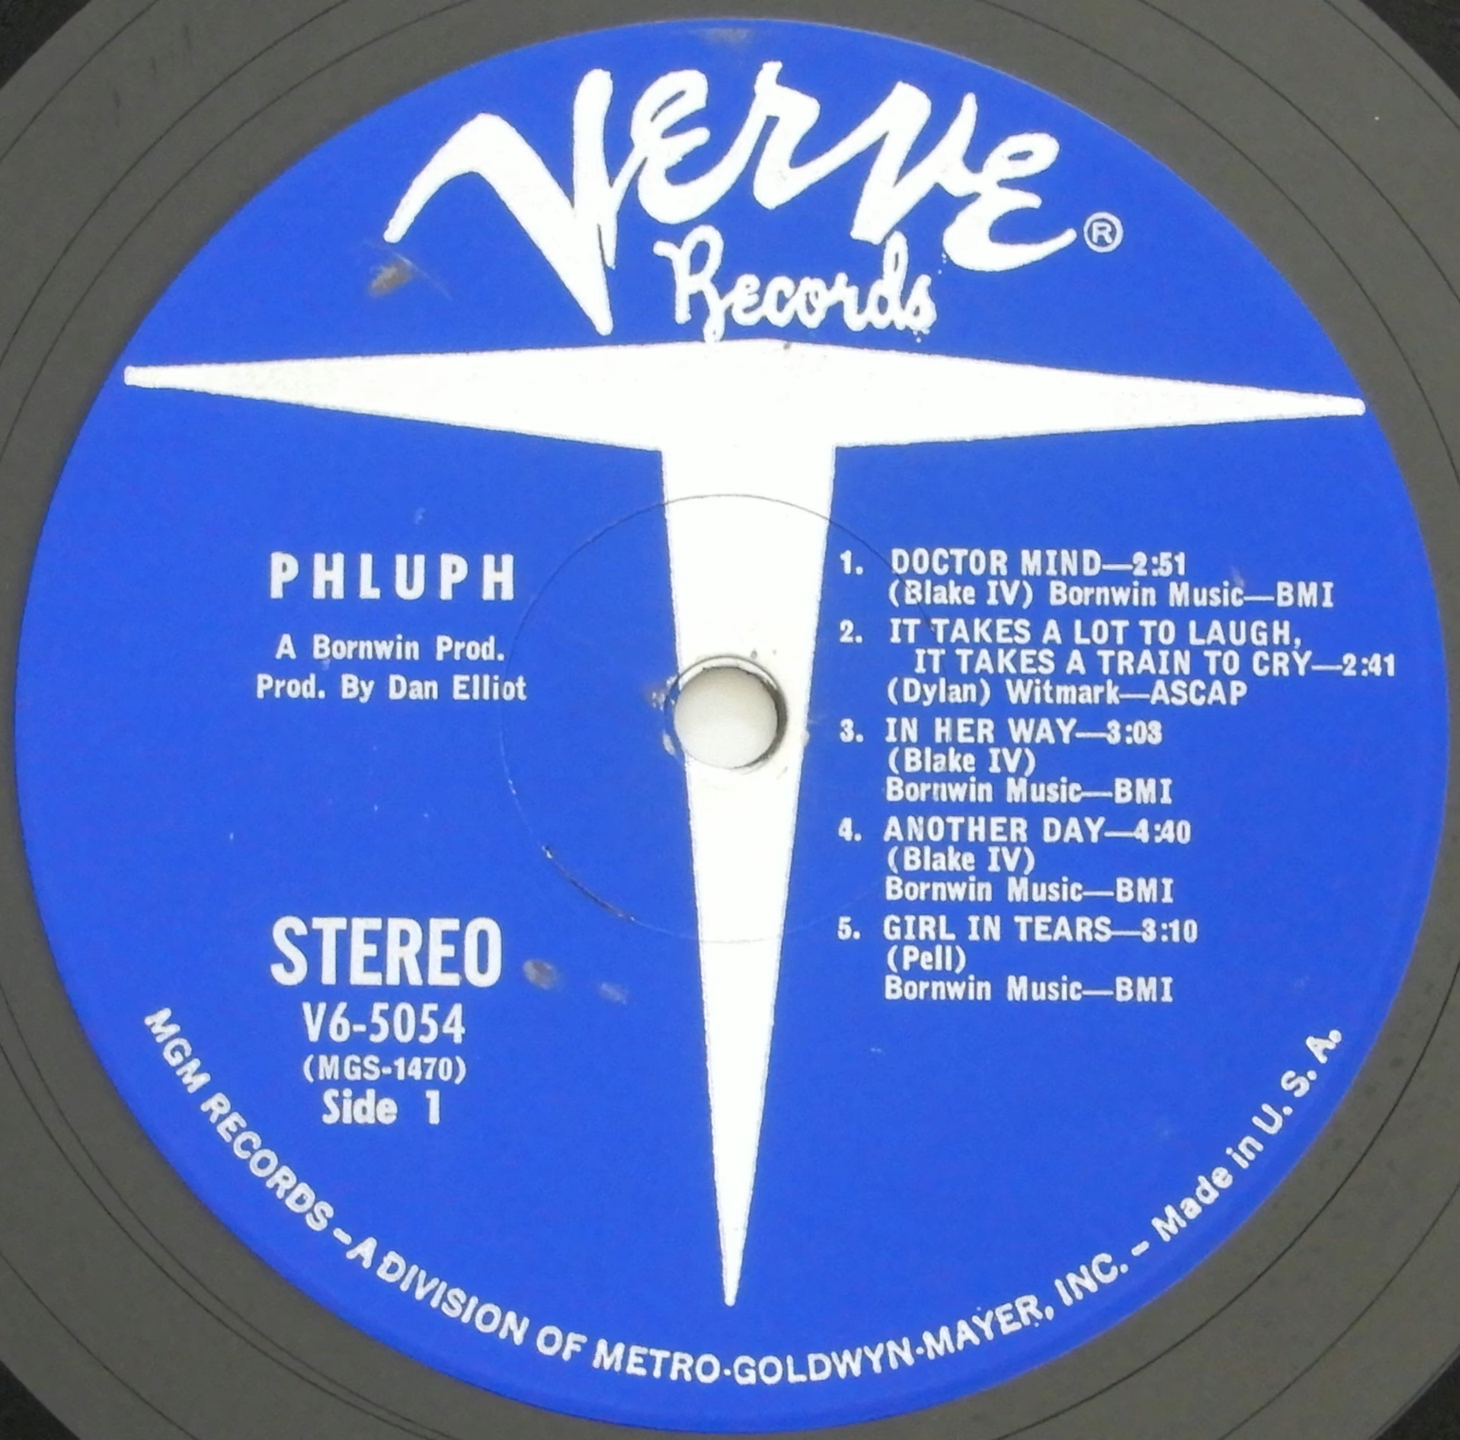 Verve ®
Records
PHLUPH
A Bornwin Prod.
Prod. By Dan Elliot
1. DOCTOR MIND—2:51
(Blake IV) Bornwin Music—BMI
2. IT TAKES A LOT TO LAUGH,
IT TAKES A TRAIN TO CRY—2:41
(Dylan) Witmark—ASCAP
3. IN HER WAY—3:03
(Blake IV)
Bornwin Music—BMI
4. ANOTHER DAY—4:40
(Blake IV)
Bornwin Music—BMI
5. GIRL IN TEARS—3:10
(Pell)
Bornwin Music—BMI
STEREO
V6-5054
(MGS-1470)
Side 1
MGM RECORDS – A DIVISION OF METRO-GOLDWYN-MAYER, INC. – Made in U. S. A.